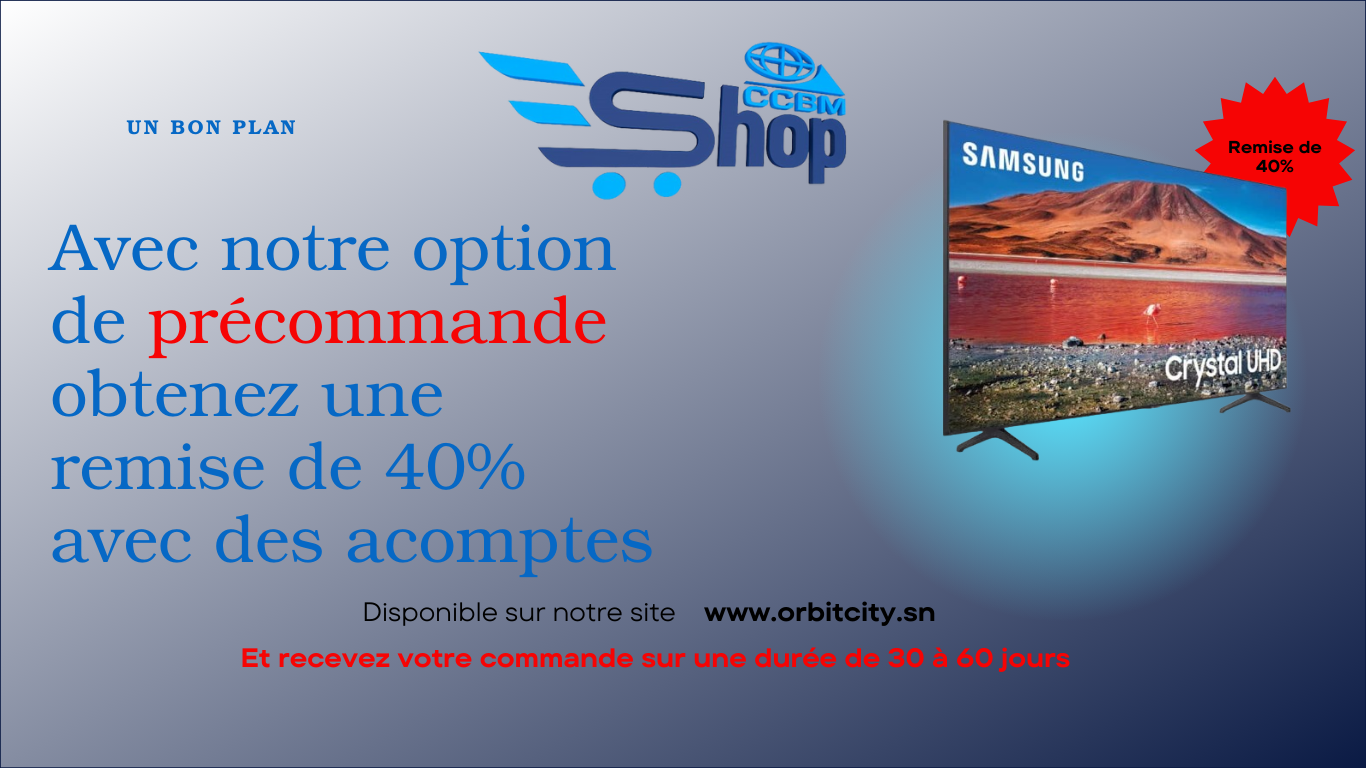 CCBM
Shop
UN BON PLAN
Remise de
40%
SAMSUNG
Crystal UHD
Avec notre option
de précommande
obtenez une
remise de 40%
avec des acomptes
Disponible sur notre site www.orbitcity.sn
Et recevez votre commande sur une durée de 30 à 60 jours